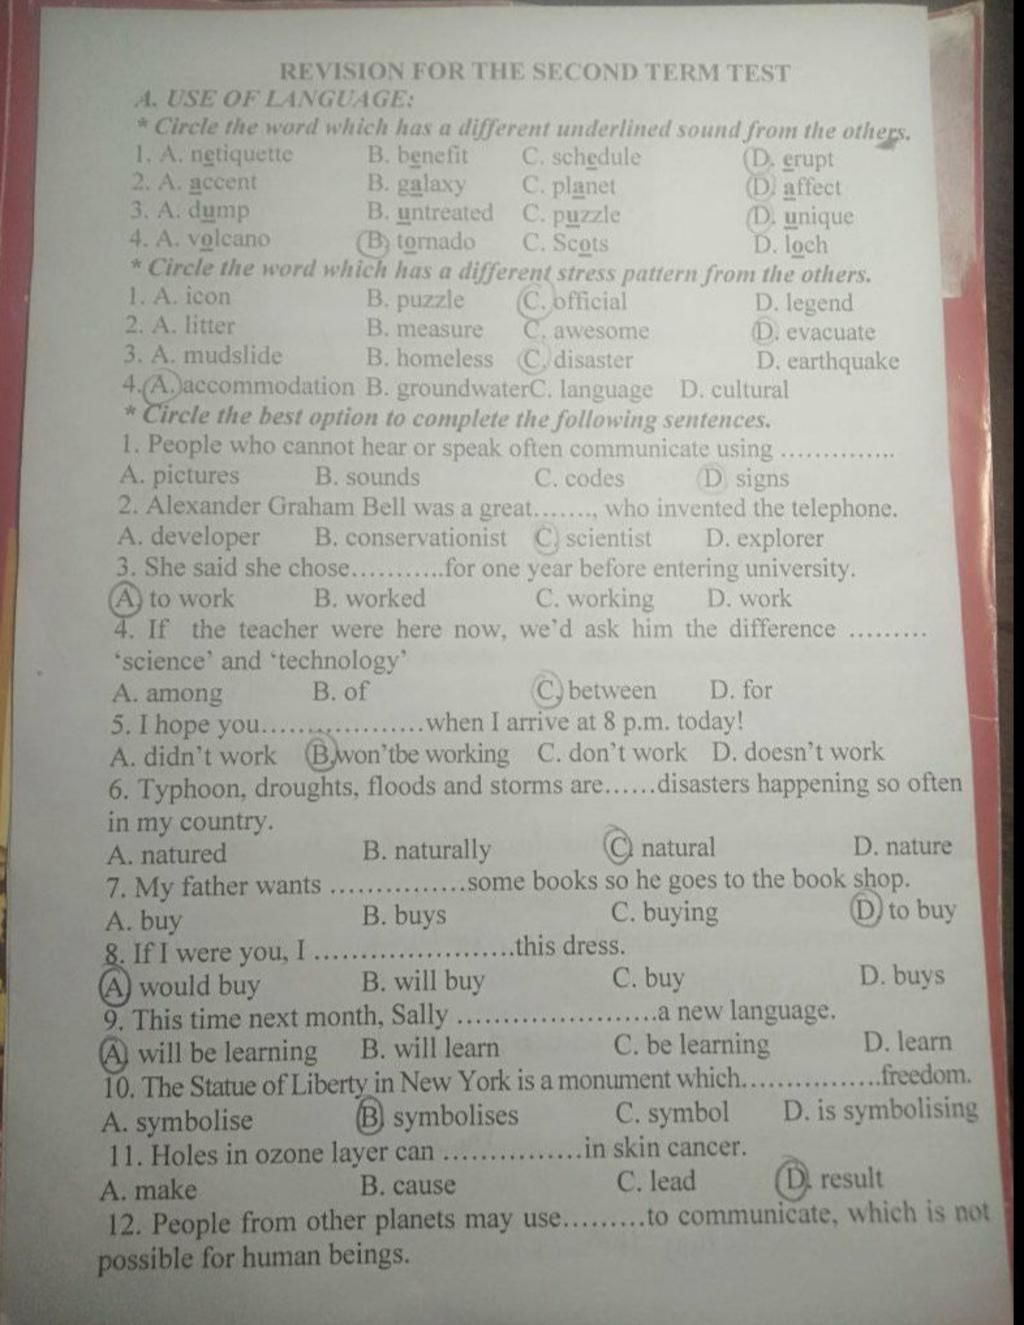 REVISION FOR THE SECOND TERM TEST
A. USE OF LANGUAGE:
* Circle the word which has a different underlined sound from the others.
1. A. netiquette B. benefit C. schedule D. erupt
2. A. accent B. galaxy C. planet D. affect
3. A. dump B. untreated C. puzzle D. unique
4. A. volcano B. tornado C. Scots D. loch
* Circle the word which has a different stress pattern from the others.
1. A. icon B. puzzle C. official D. legend
2. A. litter B. measure C. awesome D. evacuate
3. A. mudslide B. homeless C. disaster D. earthquake
4. A. accommodation B. groundwaterC. language D. cultural
* Circle the best option to complete the following sentences.
1. People who cannot hear or speak often communicate using ..............
A. pictures B. sounds C. codes D. signs
2. Alexander Graham Bell was a great……., who invented the telephone.
A. developer B. conservationist C. scientist D. explorer
3. She said she chose………..for one year before entering university.
A. to work B. worked C. working D. work
4. If the teacher were here now, we'd ask him the difference ………
'science' and 'technology'
A. among B. of C. between D. for
5. I hope you………………when I arrive at 8 p.m. today!
A. didn't work B.won'tbe working C. don't work D. doesn't work
6. Typhoon, droughts, floods and storms are……disasters happening so often
in my country.
A. natured B. naturally C. natural D. nature
7. My father wants …………..some books so he goes to the book shop.
A. buy B. buys C. buying D. to buy
8. If I were you, I ………………….this dress.
A. would buy B. will buy C. buy D. buys
9. This time next month, Sally ………………….a new language.
A. will be learning B. will learn C. be learning D. learn
10. The Statue of Liberty in New York is a monument which……………freedom.
A. symbolise B. symbolises C. symbol D. is symbolising
11. Holes in ozone layer can ……………in skin cancer.
A. make B. cause C. lead D. result
12. People from other planets may use………to communicate, which is not
possible for human beings.